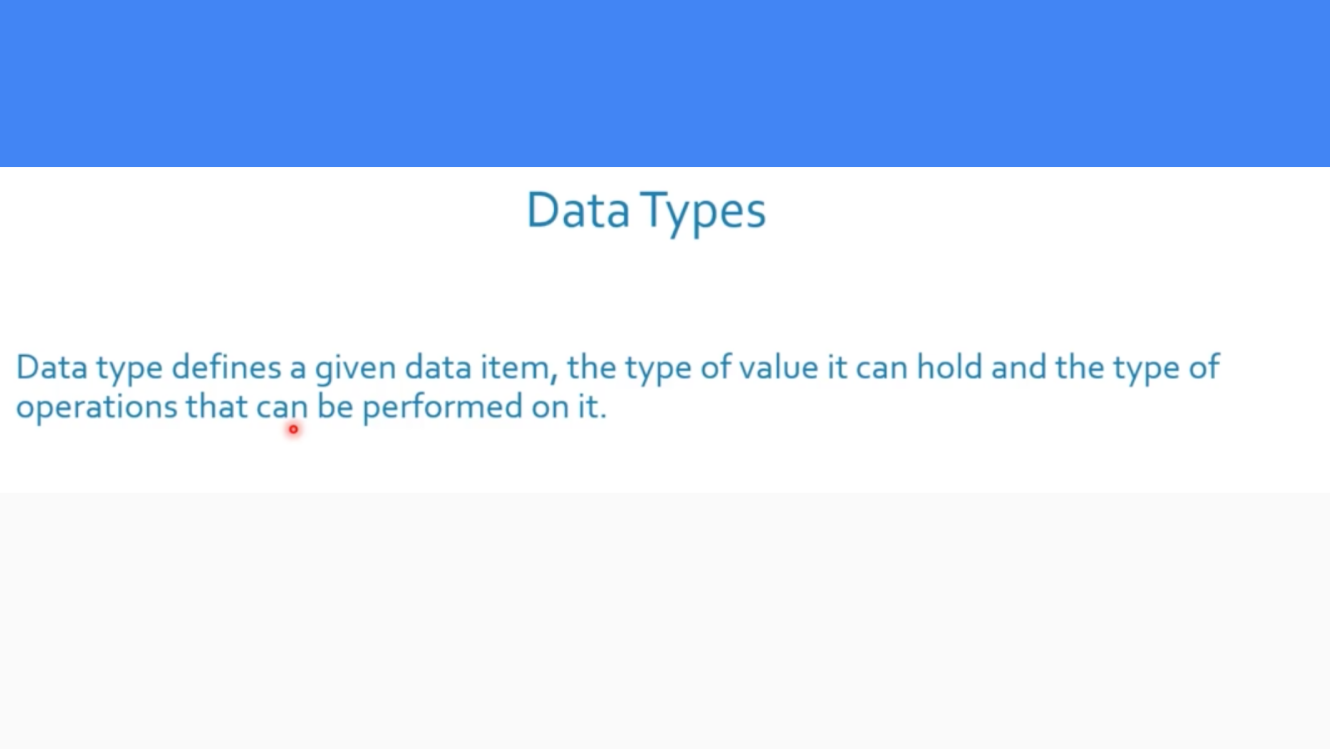 Data Types
Data type defines a given data item, the type of value it can hold and the type of
operations that can be performed on it.